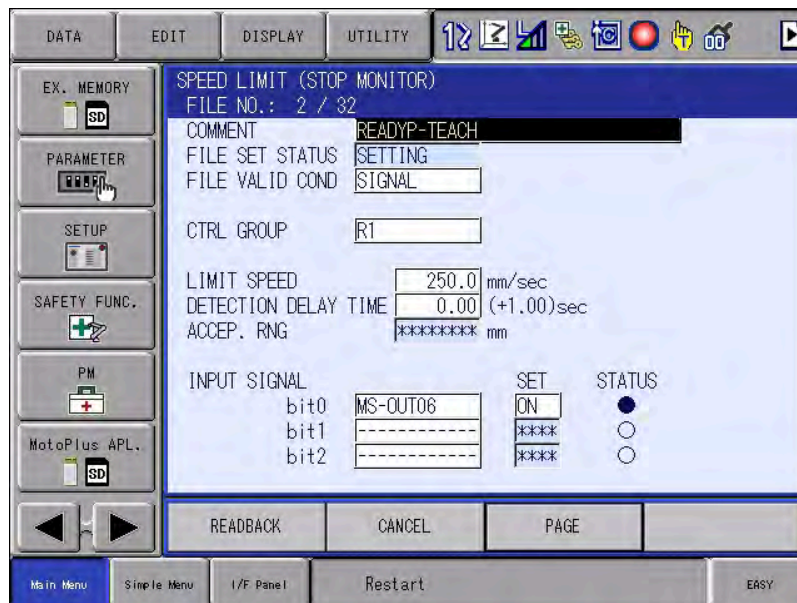 DATA EDIT DISPLAY UTILITY
EX. MEMORY
SD
PARAMETER
SETUP
SAFETY FUNC.
PM
MotoPlus APL.
SD
SPEED LIMIT (STOP MONITOR)
FILE NO.: 2 / 32
COMMENT READYP-TEACH
FILE SET STATUS SETTING
FILE VALID COND SIGNAL
CTRL GROUP R1
LIMIT SPEED 250.0 mm/sec
DETECTION DELAY TIME 0.00 (+1.00)sec
ACCEP. RNG ******** mm
INPUT SIGNAL SET STATUS
bit0 MS-OUT06 ON
bit1 ----------- ****
bit2 ----------- ****
READBACK CANCEL PAGE
Main Menu Simple Menu I/F Panel Restart EASY